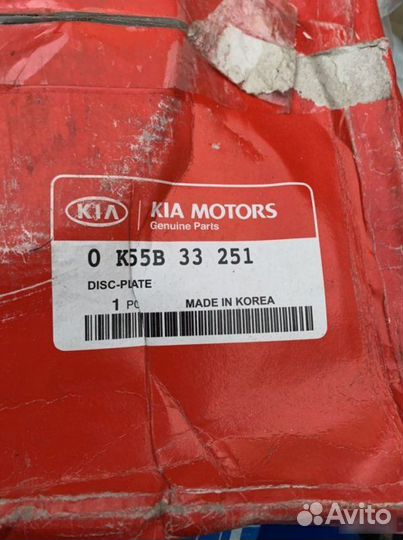 KIA
KIA MOTORS
Genuine Parts
0 K55B 33 251
DISC-PLATE
1 PC
MADE IN KOREA
Avito